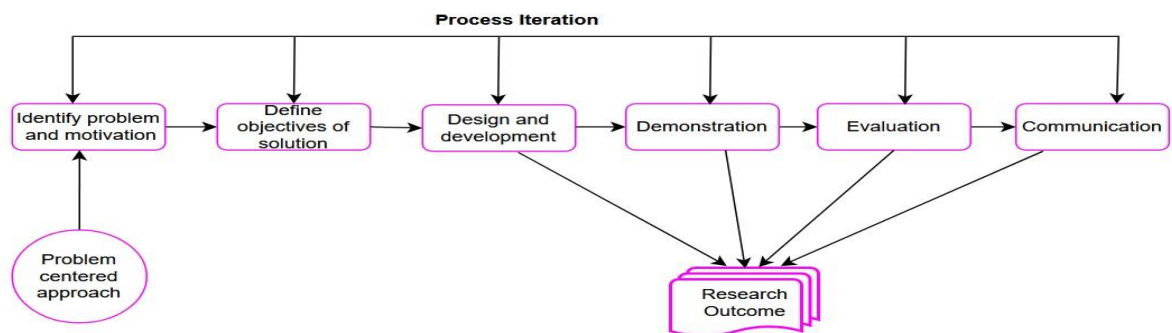 Process Iteration
Identify problem
and motivation
Define
objectives of
solution
Design and
development
Demonstration
Evaluation
Communication
Problem
centered
approach
Research
Outcome